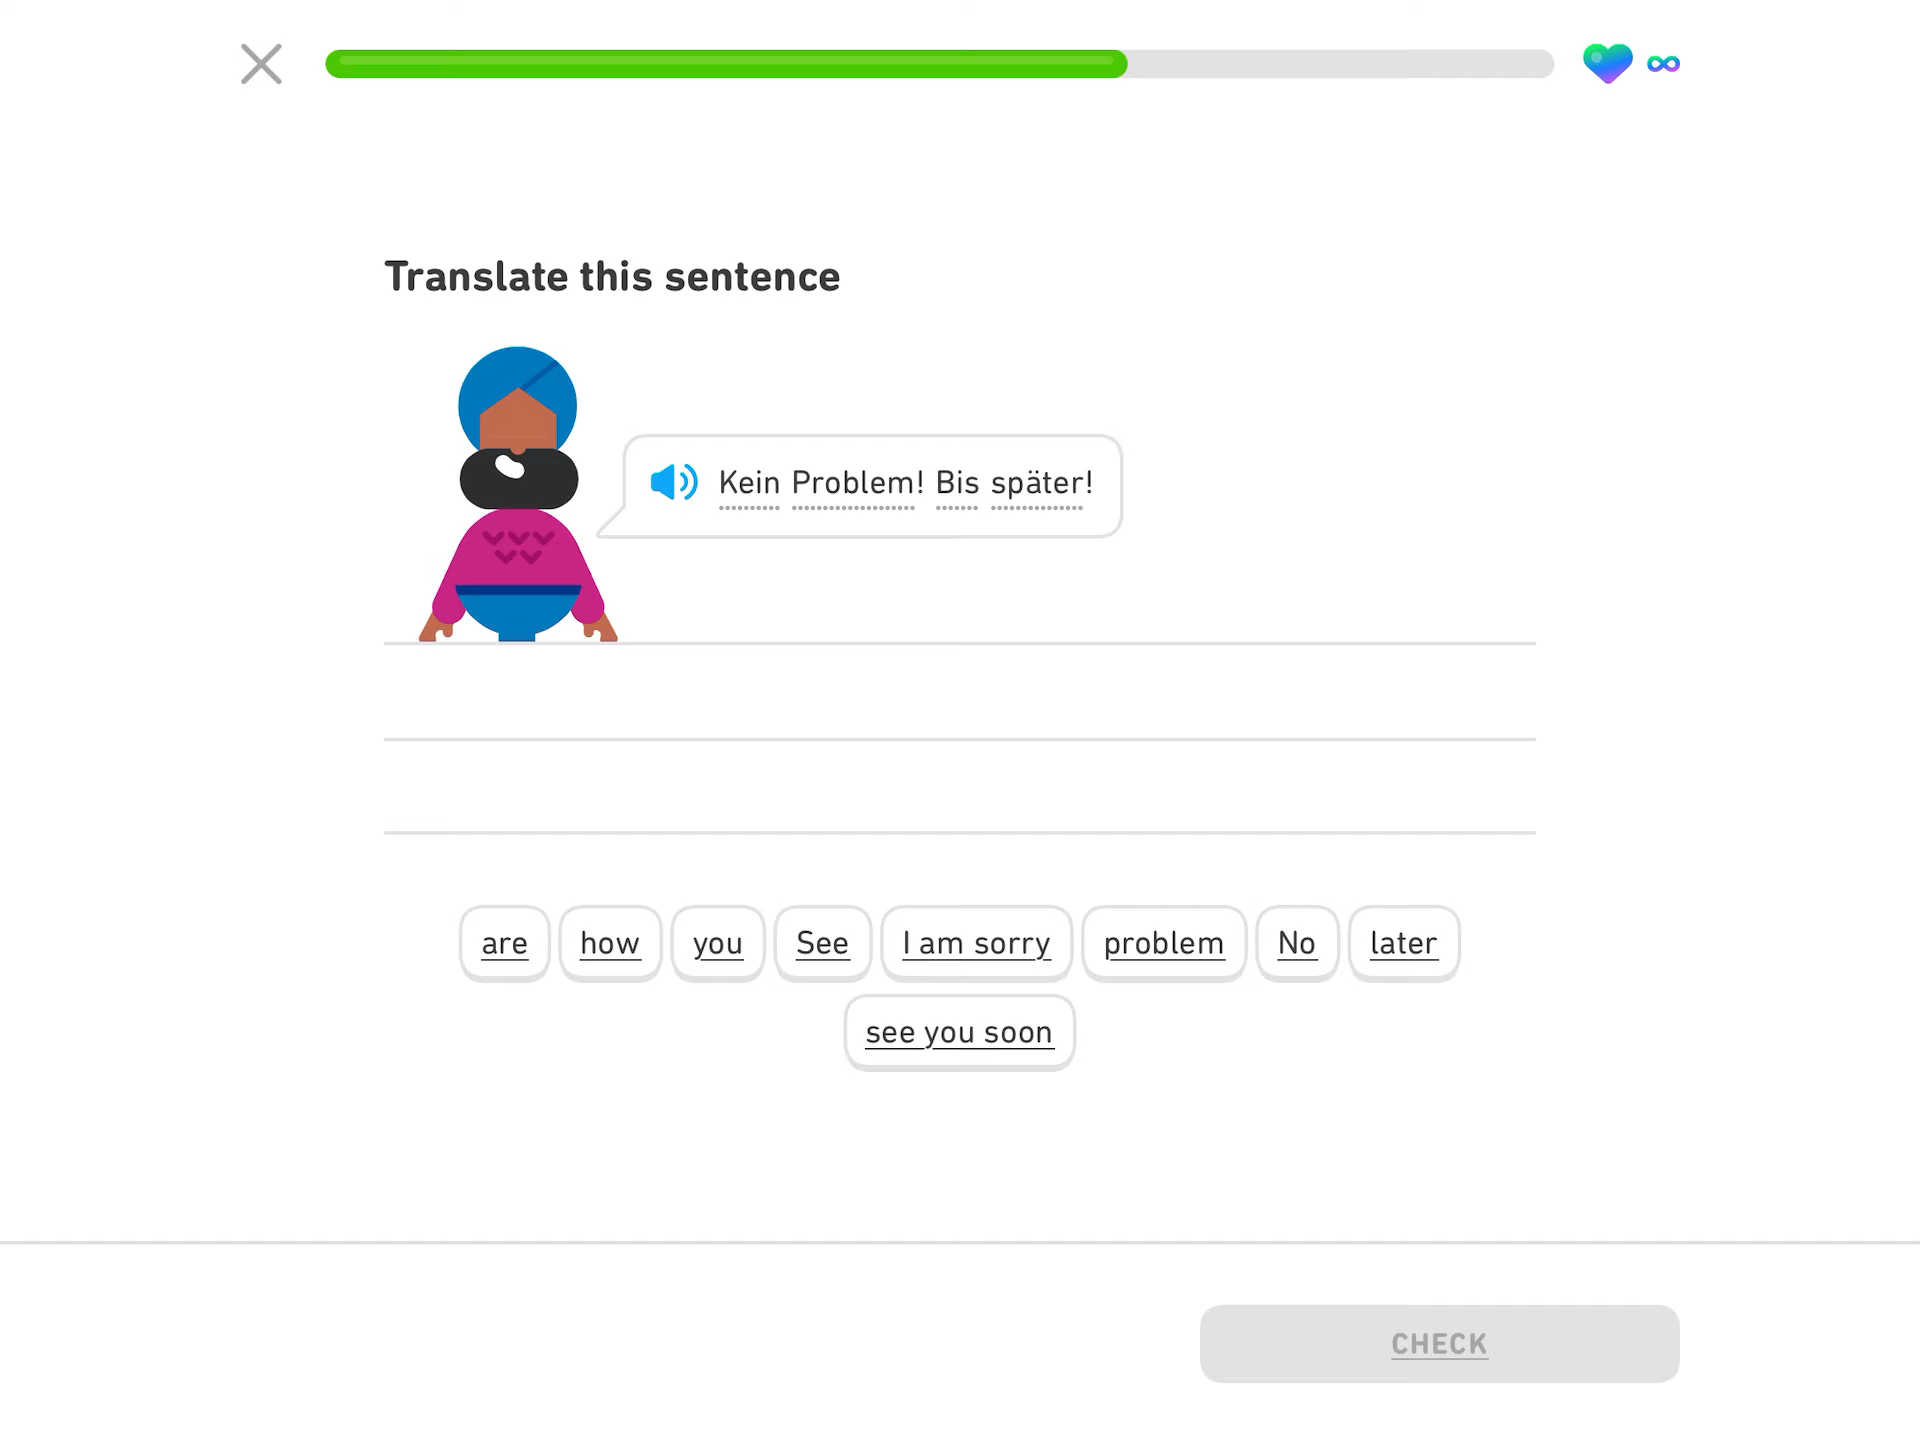 Translate this sentence
Kein Problem! Bis später!
are how you See I am sorry problem No later
see you soon
CHECK